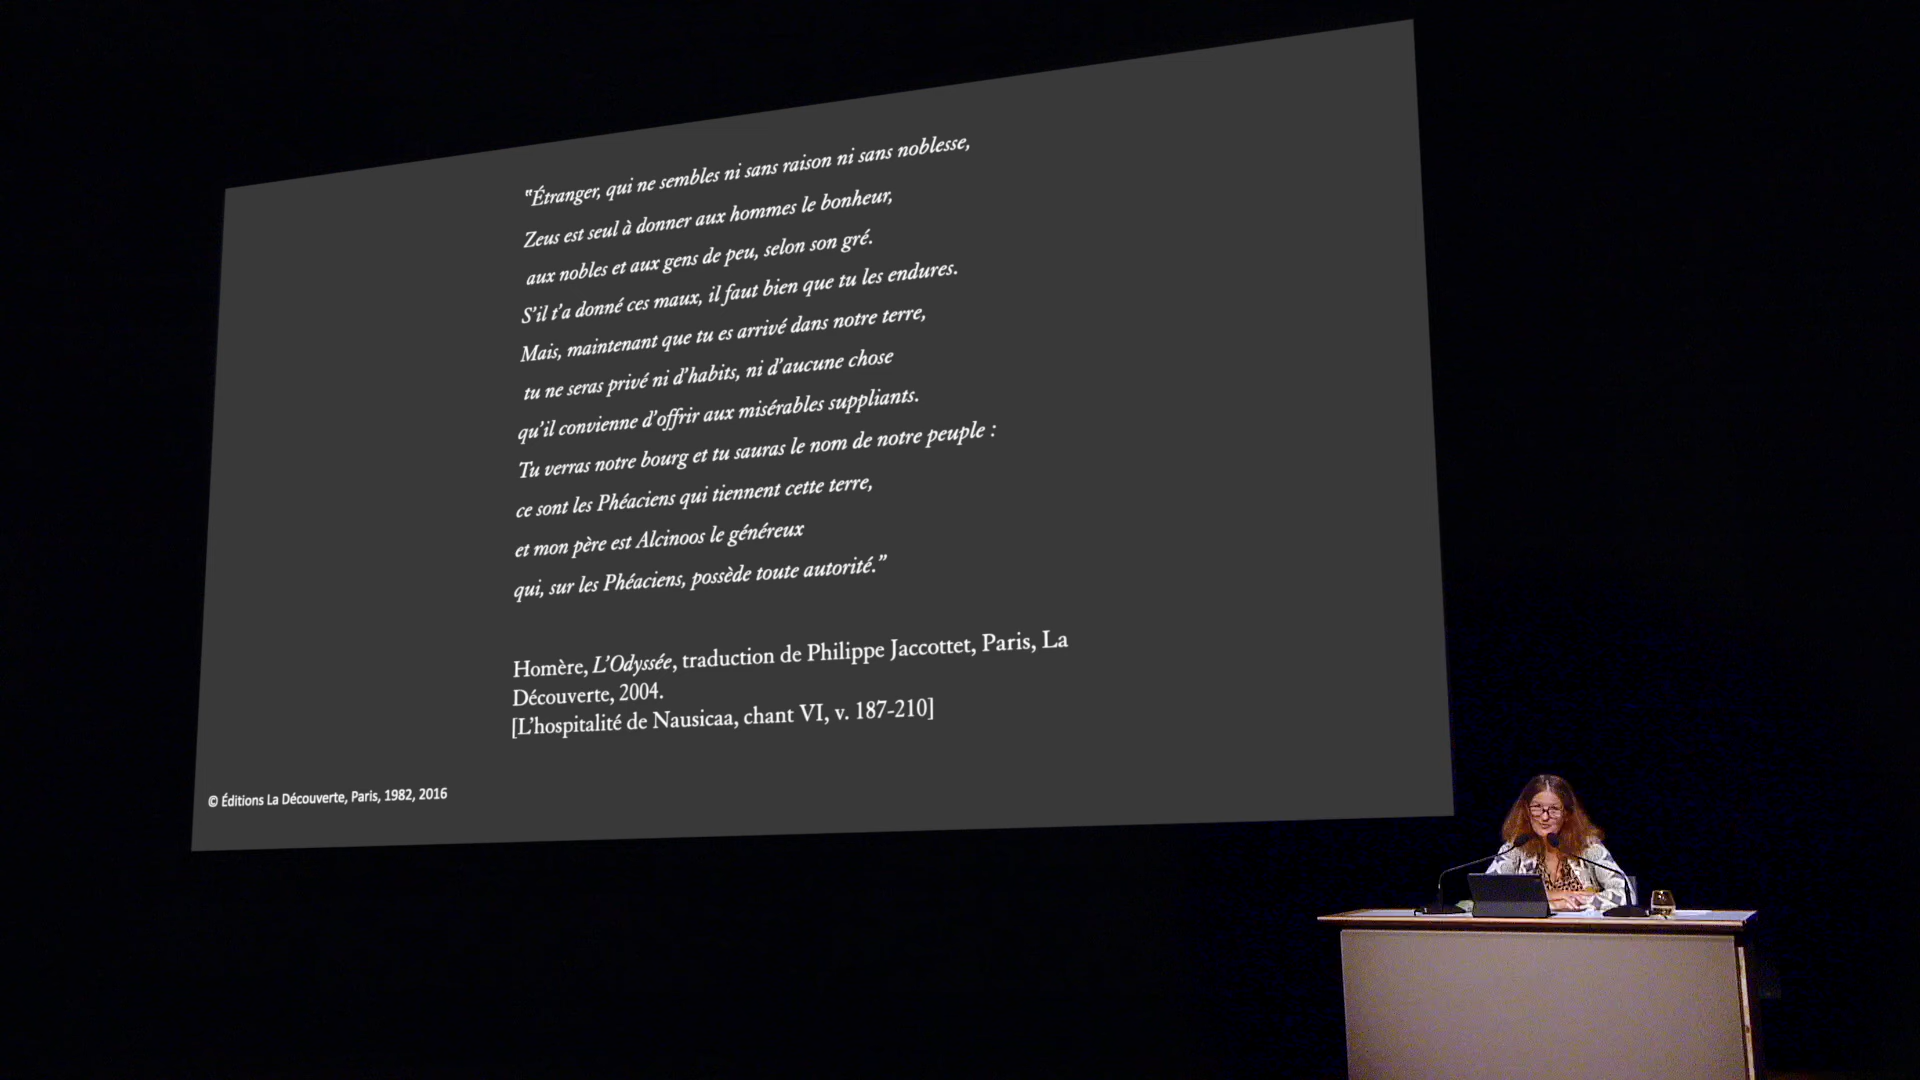 "Étranger, qui ne sembles ni sans raison ni sans noblesse,
Zeus est seul à donner aux hommes le bonheur,
aux nobles et aux gens de peu, selon son gré.
S’il t’a donné ces maux, il faut bien que tu les endures.
Mais, maintenant que tu es arrivé dans notre terre,
tu ne seras privé ni d’habits, ni d’aucune chose
qu’il convienne d’offrir aux misérables suppliants.
Tu verras notre bourg et tu sauras le nom de notre peuple :
ce sont les Phéaciens qui tiennent cette terre,
et mon père est Alcinoos le généreux
qui, sur les Phéaciens, possède toute autorité.”
Homère, L’Odyssée, traduction de Philippe Jaccottet, Paris, La
Découverte, 2004.
[L’hospitalité de Nausicaa, chant VI, v. 187-210]
© Éditions La Découverte, Paris, 1982, 2016